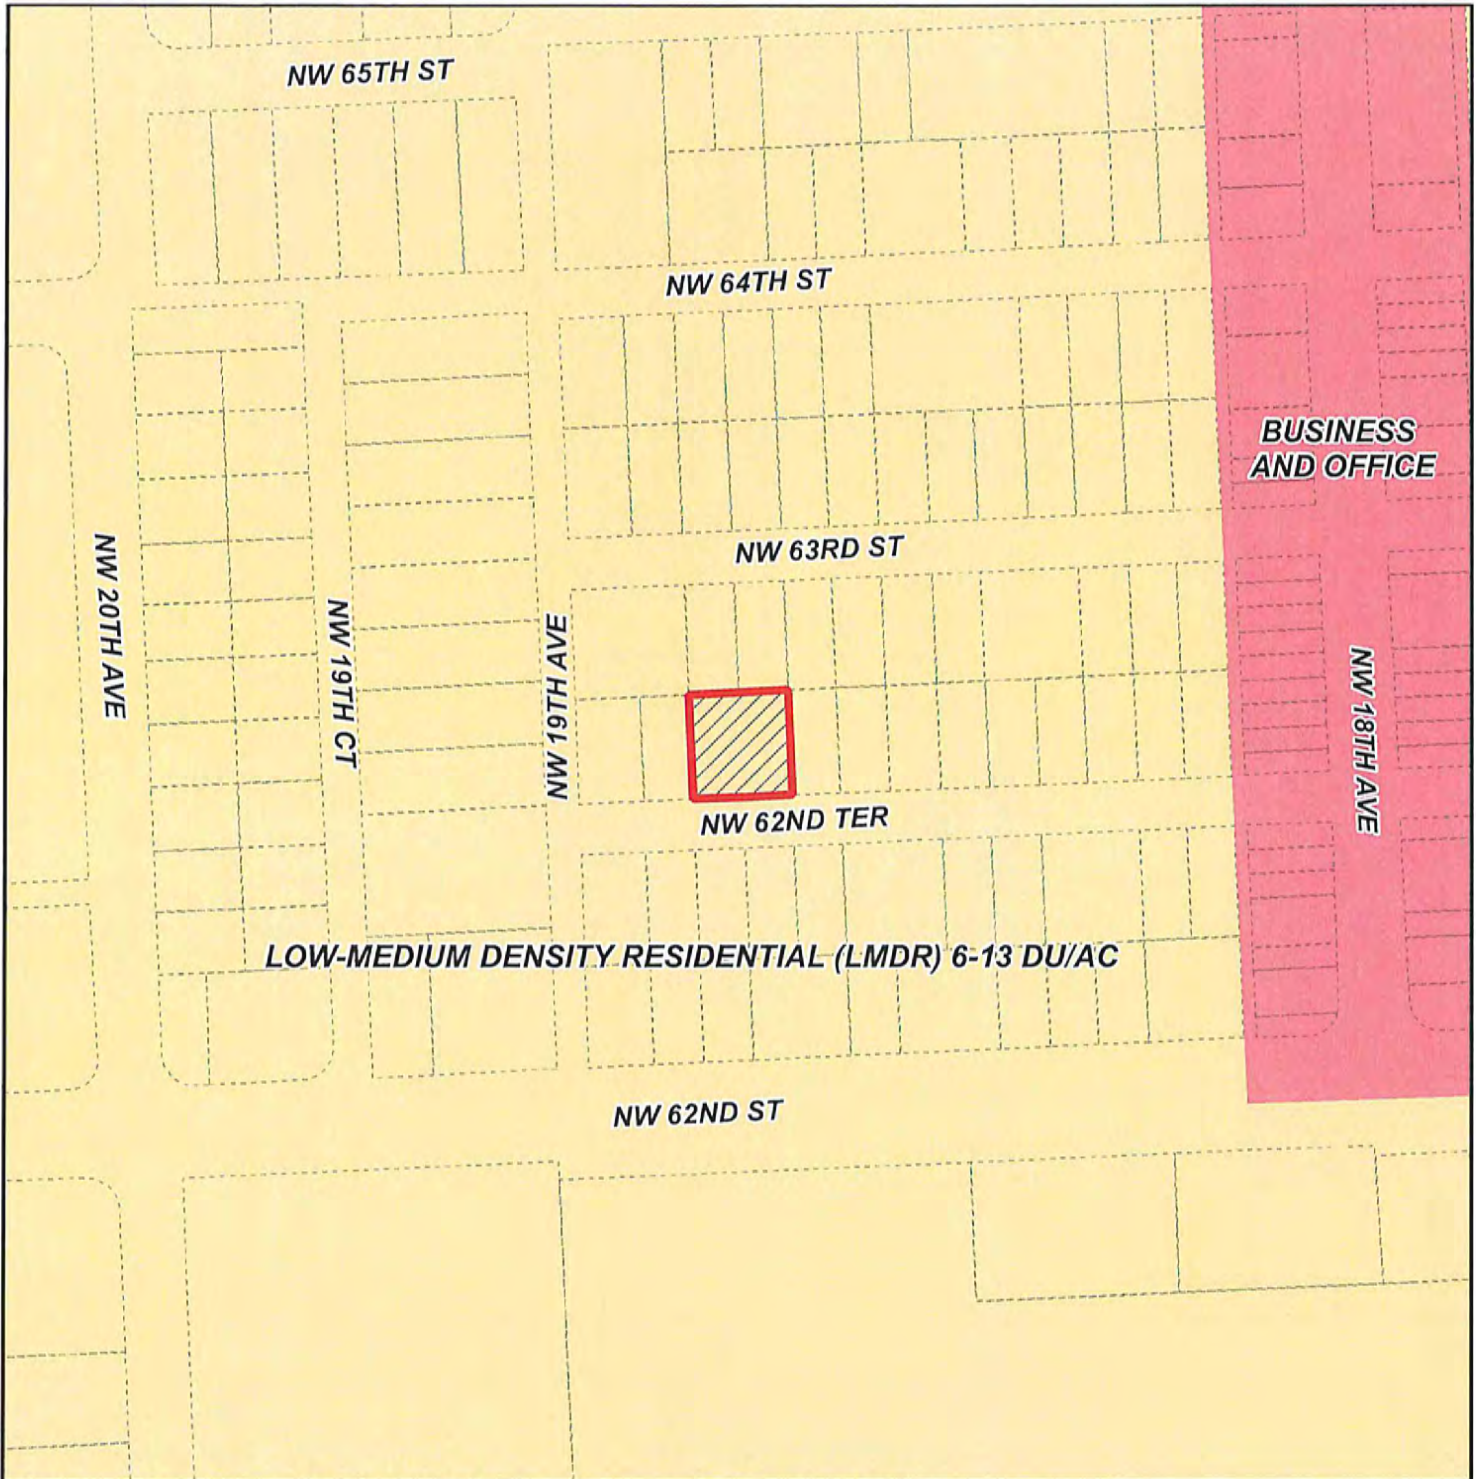 NW 65TH ST
NW 64TH ST
BUSINESS
AND OFFICE
NW 63RD ST
NW 20TH AVE
NW 19TH CT
NW 19TH AVE
NW 18TH AVE
NW 62ND TER
LOW-MEDIUM DENSITY RESIDENTIAL (LMDR) 6-13 DU/AC
NW 62ND ST